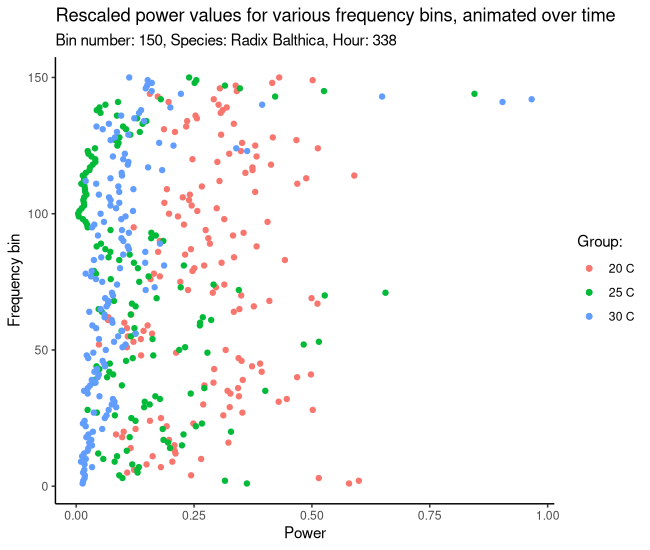 Rescaled power values for various frequency bins, animated over time
Bin number: 150, Species: Radix Balthica, Hour: 338
150
100
50
0
Frequency bin
0.00 0.25 0.50 0.75 1.00
Power
Group:
20 C
25 C
30 C